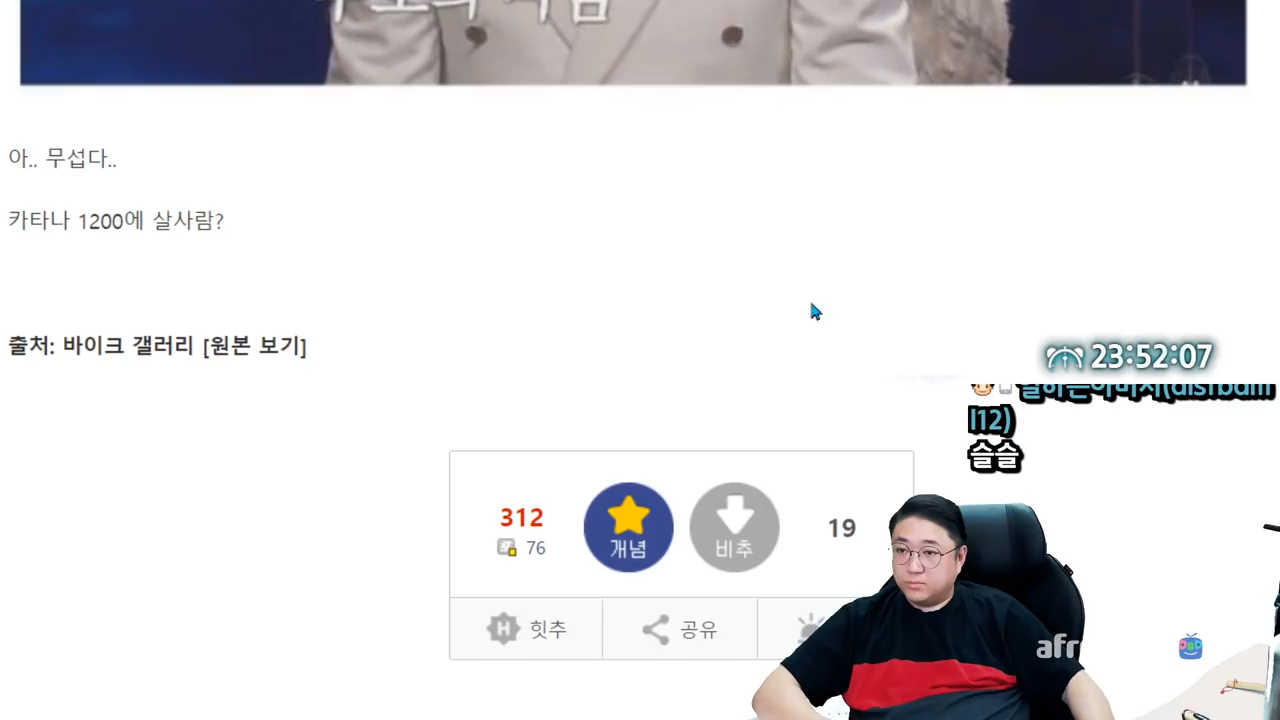 아.. 무섭다..
카타나 1200에 살사람?
출처: 바이크 갤러리 [원본 보기]
23:52:07
l12)
슬슬
312
76
개념
비추
19
힛추
공유
afr